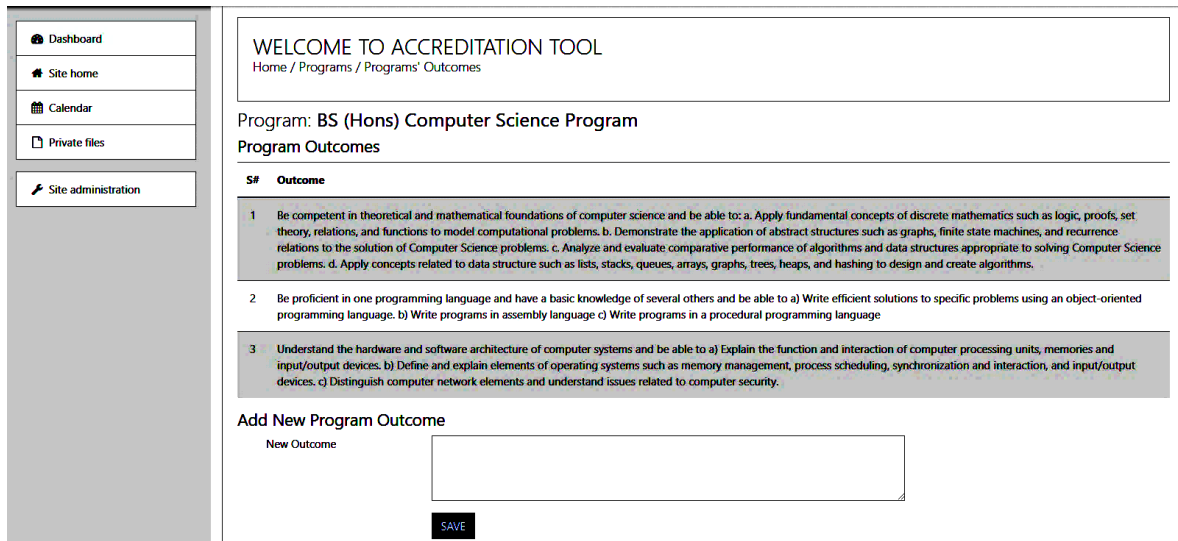 Dashboard
Site home
Calendar
Private files
Site administration
WELCOME TO ACCREDITATION TOOL
Home / Programs / Programs' Outcomes
Program: BS (Hons) Computer Science Program
Program Outcomes
S# Outcome
1 Be competent in theoretical and mathematical foundations of computer science and be able to: a. Apply fundamental concepts of discrete mathematics such as logic, proofs, set
theory, relations, and functions to model computational problems. b. Demonstrate the application of abstract structures such as graphs, finite state machines, and recurrence
relations to the solution of Computer Science problems. c. Analyze and evaluate comparative performance of algorithms and data structures appropriate to solving Computer Science
problems. d. Apply concepts related to data structure such as lists, stacks, queues, arrays, graphs, trees, heaps, and hashing to design and create algorithms.
2 Be proficient in one programming language and have a basic knowledge of several others and be able to a) Write efficient solutions to specific problems using an object-oriented
programming language. b) Write programs in assembly language c) Write programs in a procedural programming language
3 Understand the hardware and software architecture of computer systems and be able to a) Explain the function and interaction of computer processing units, memories and
input/output devices. b) Define and explain elements of operating systems such as memory management, process scheduling, synchronization and interaction, and input/output
devices. c) Distinguish computer network elements and understand issues related to computer security.
Add New Program Outcome
New Outcome
SAVE